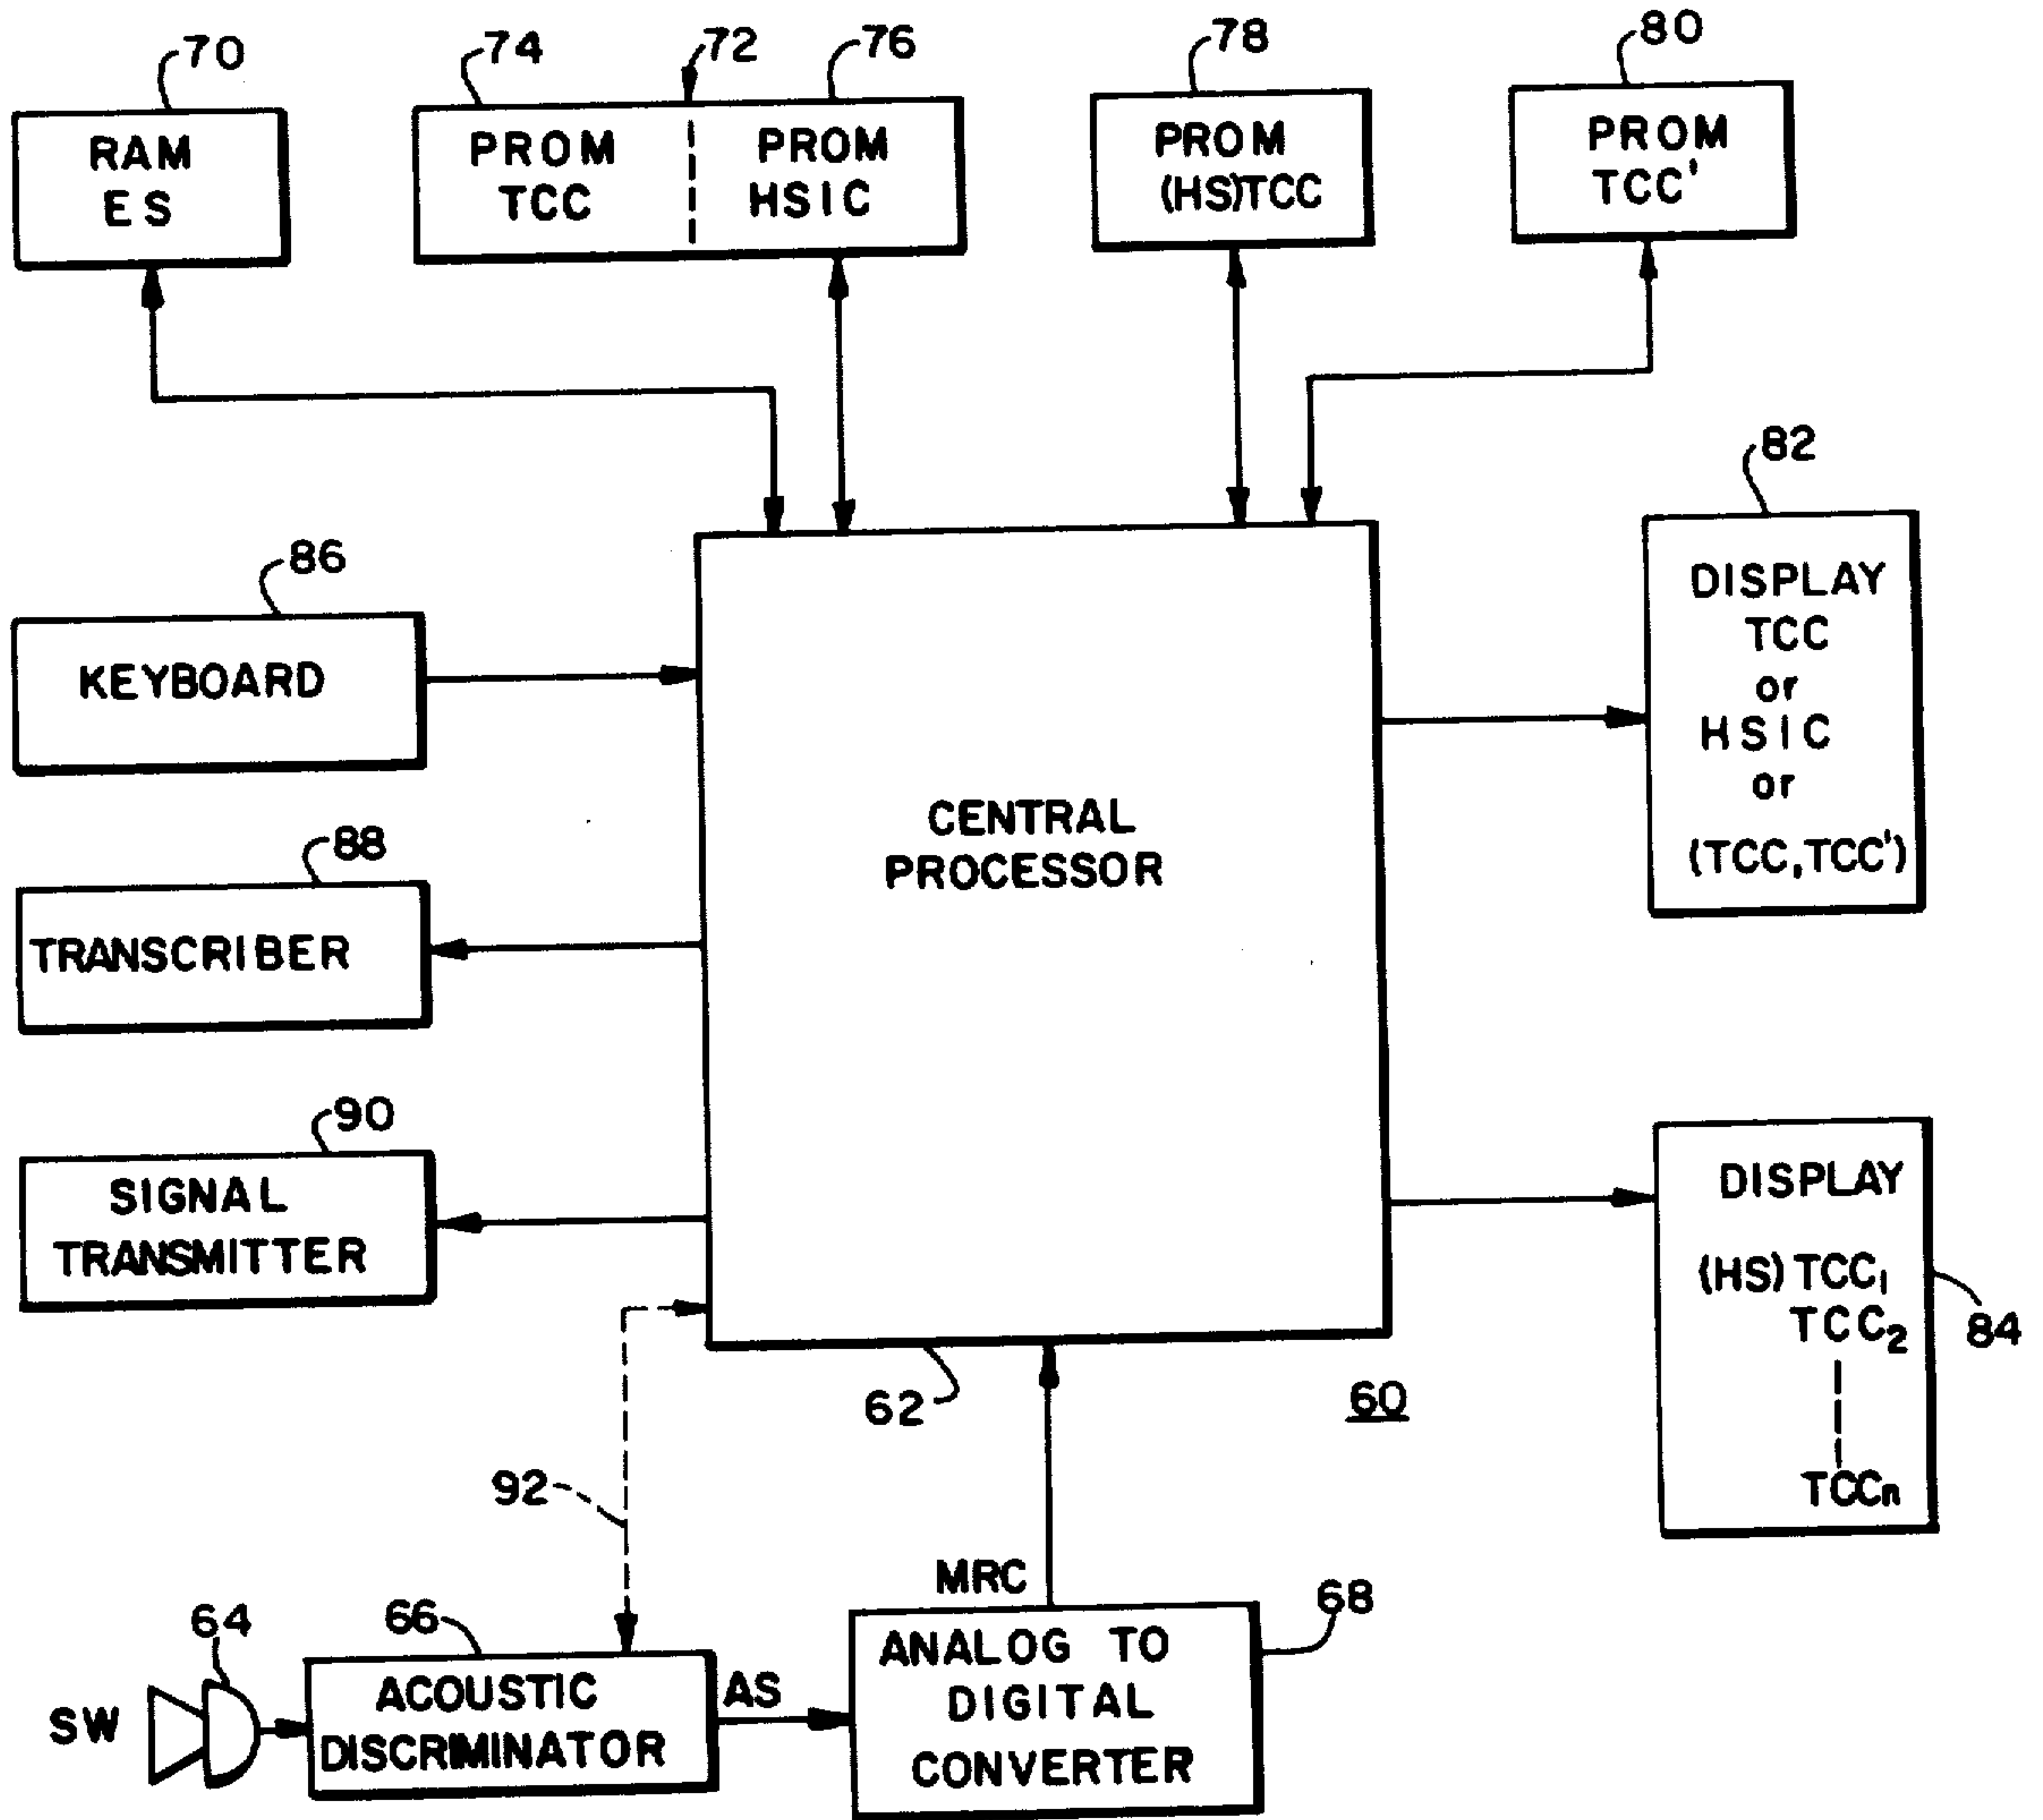 70
74
72
76
78
80
RAM
ES
PROM
TCC
PROM
HSIC
PROM
(HS)TCC
PROM
TCC'
82
86
KEYBOARD
DISPLAY
TCC
or
HSIC
or
(TCC,TCC')
CENTRAL
PROCESSOR
88
TRANSCRIBER
90
SIGNAL
TRANSMITTER
DISPLAY
(HS) TCC₁
TCC₂
TCCₙ
84
62
60
92
MRC
64
66
68
SW
ACOUSTIC
DISCRIMINATOR
AS
ANALOG TO
DIGITAL
CONVERTER